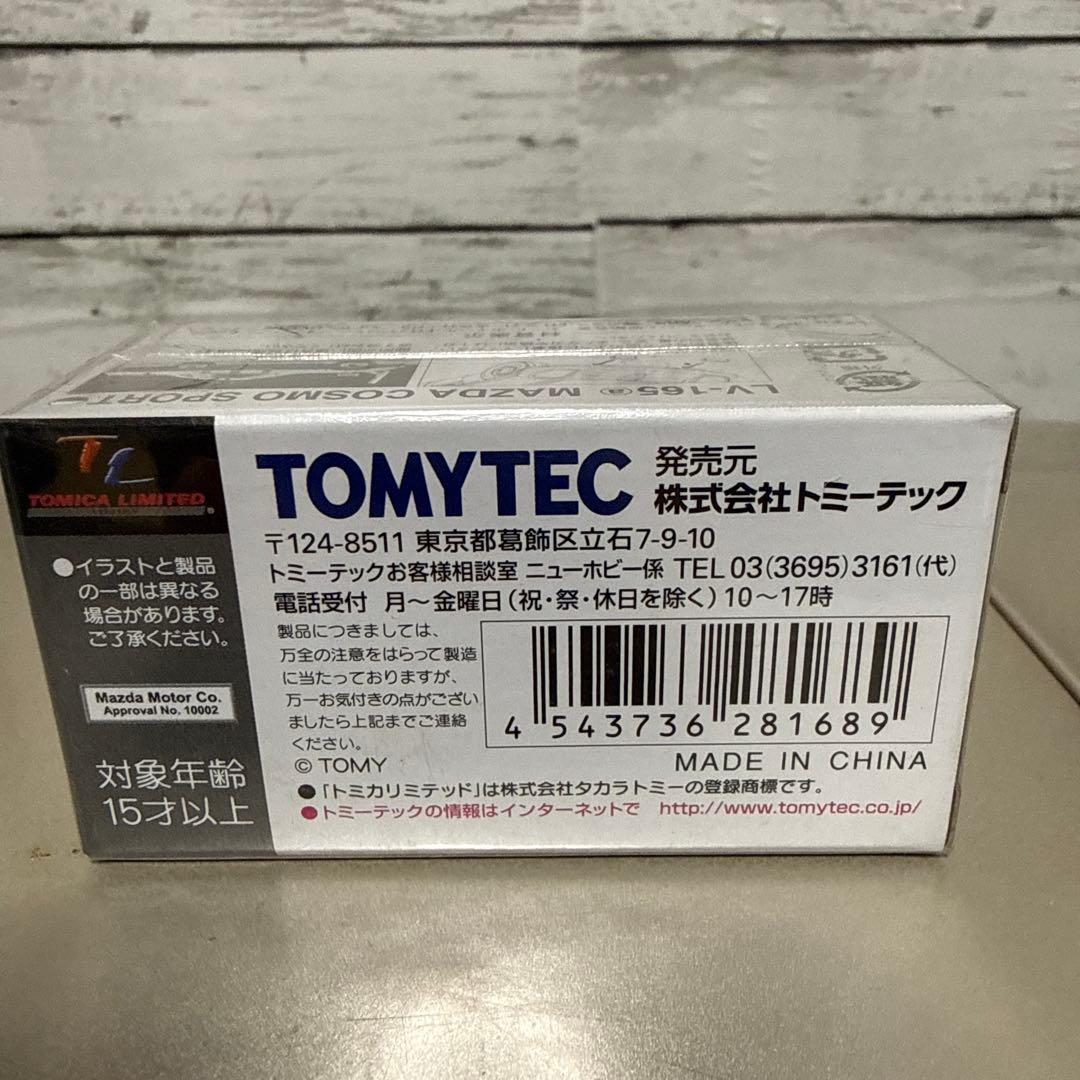 LV-165ⓐ MAZDA COSMO SPORT
TL
TOMICA LIMITED
●イラストと製品
の一部は異なる
場合があります。
ご了承ください。
Mazda Motor Co.
Approval No. 10002
対象年齢
15才以上
TOMYTEC
発売元
株式会社トミーテック
〒124-8511 東京都葛飾区立石7-9-10
トミーテックお客様相談室 ニューホビー係 TEL 03(3695)3161(代)
電話受付 月～金曜日(祝・祭・休日を除く)10～17時
製品につきましては、
万全の注意をはらって製造
に当たっておりますが、
万一お気付きの点がござい
ましたら上記までご連絡
ください。
© TOMY
4 543736 281689
MADE IN CHINA
●「トミカリミテッド」は株式会社タカラトミーの登録商標です。
●トミーテックの情報はインターネットで http://www.tomytec.co.jp/